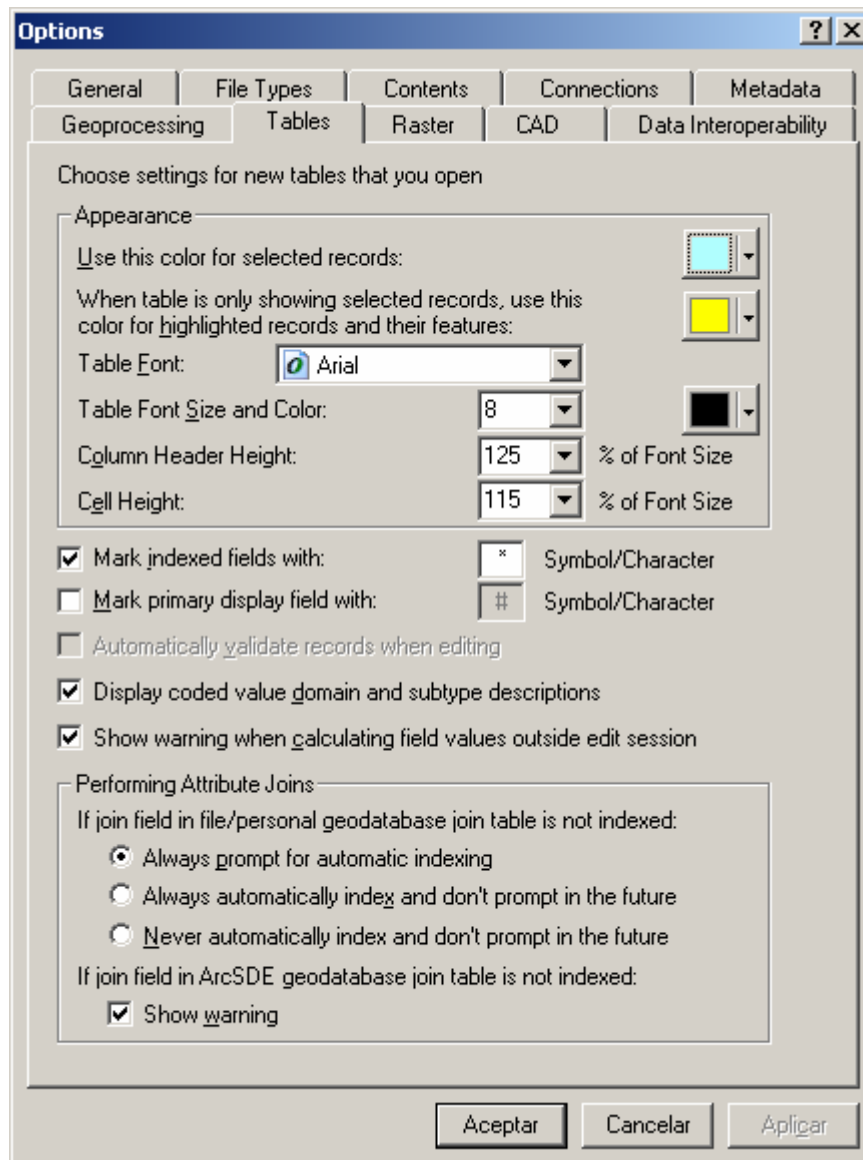 Options
General File Types Contents Connections Metadata
Geoprocessing Tables Raster CAD Data Interoperability
Choose settings for new tables that you open
Appearance
Use this color for selected records:
When table is only showing selected records, use this
color for highlighted records and their features:
Table Font: Arial
Table Font Size and Color: 8
Column Header Height: 125 % of Font Size
Cell Height: 115 % of Font Size
Mark indexed fields with: * Symbol/Character
Mark primary display field with: # Symbol/Character
Automatically validate records when editing
Display coded value domain and subtype descriptions
Show warning when calculating field values outside edit session
Performing Attribute Joins
If join field in file/personal geodatabase join table is not indexed:
Always prompt for automatic indexing
Always automatically index and don't prompt in the future
Never automatically index and don't prompt in the future
If join field in ArcSDE geodatabase join table is not indexed:
Show warning
Aceptar Cancelar Aplicar